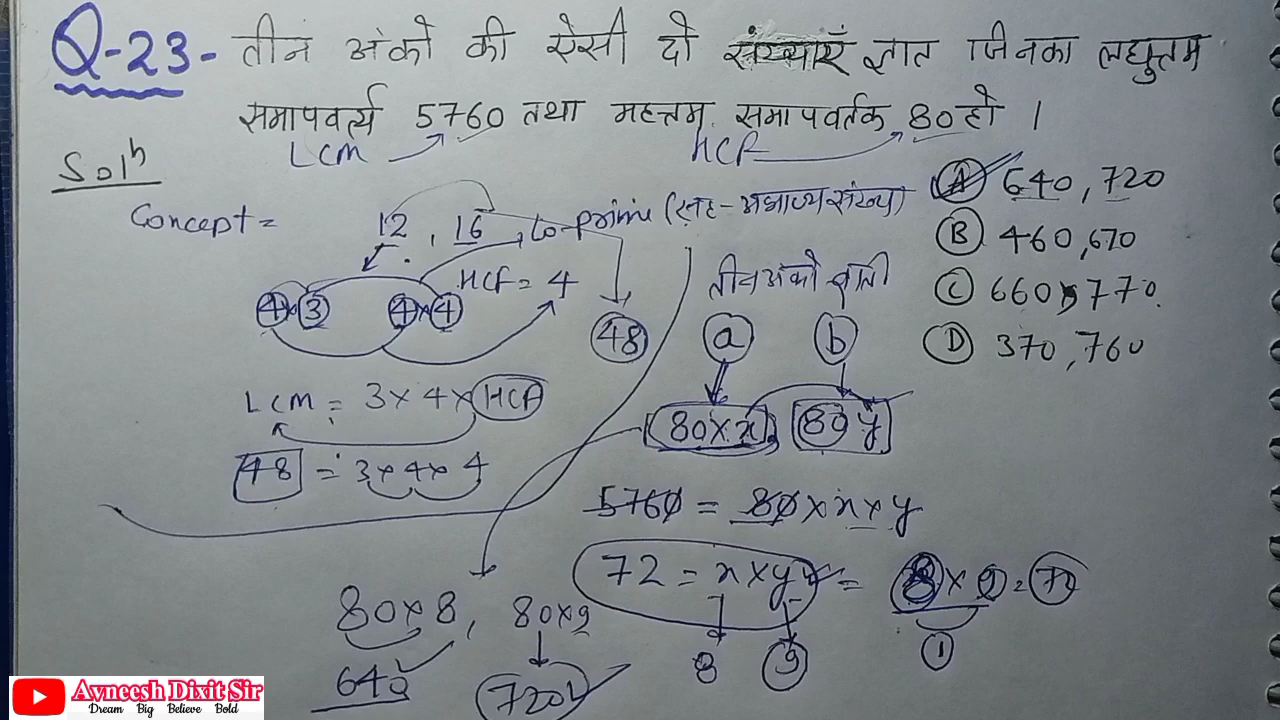 Q-23- तीन अंको की ऐसी दो संख्याएँ ज्ञात जिनका लघुत्तम
समापवर्त्य 5760 तथा महत्तम समापवर्तक 80 हो ।
LCM HCF
Solⁿ
Concept = 12, 16, Co-prime (सह-अभाज्य संख्या)
HCF = 4
4×3 4×4
48
LCM = 3×4×HCF
48 = 3×4×4
(A) 640, 720
(B) 460, 670
(C) 660, 770
(D) 370, 760
तीन अंको वाली
a b
80×x, 80y
5760 = 80×x×y
72 = x×y = 8×9 = 72
8 9 1
80×8, 80×9
640 720
Avneesh Dixit Sir
Dream Big Believe Bold